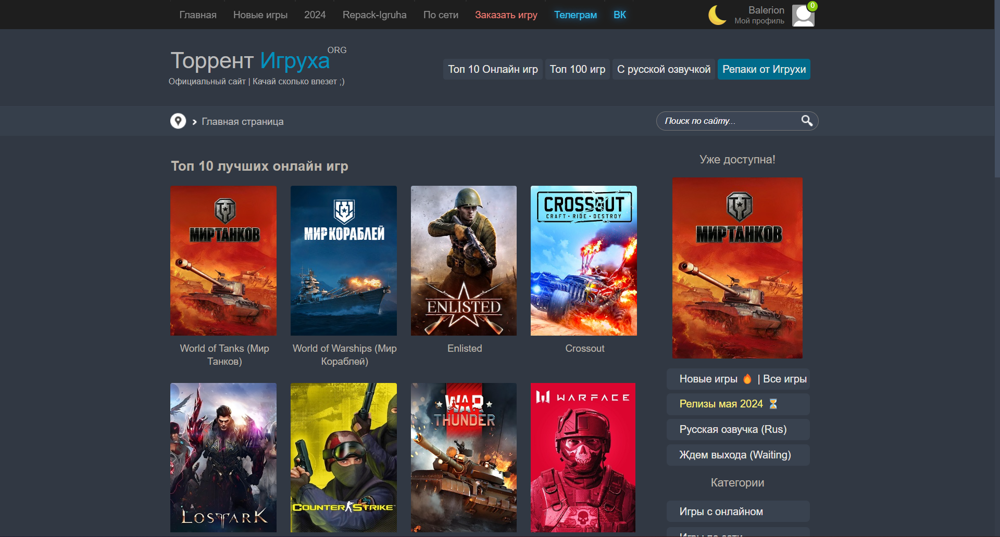 Главная Новые игры 2024 Repack-Igruha По сети Заказать игру Телеграм ВК
Balerion 0
Мой профиль
Торрент Игруха ORG
Официальный сайт | Качай сколько влезет ;)
Топ 10 Онлайн игр Топ 100 игр С русской озвучкой Репаки от Игрухи
Главная страница
Поиск по сайту...
Топ 10 лучших онлайн игр
МИР ТАНКОВ
МИР КОРАБЛЕЙ
ENLISTED
CROSSOUT
CRAFT · RIDE · DESTROY
World of Tanks (Мир
Танков)
World of Warships (Мир
Кораблей)
Enlisted
Crossout
LOST ARK
COUNTER STRIKE
WAR
THUNDER
WARFACE
Уже доступна!
МИР ТАНКОВ
Новые игры | Все игры
Релизы мая 2024
Русская озвучка (Rus)
Ждем выхода (Waiting)
Категории
Игры с онлайном
Игры по сети